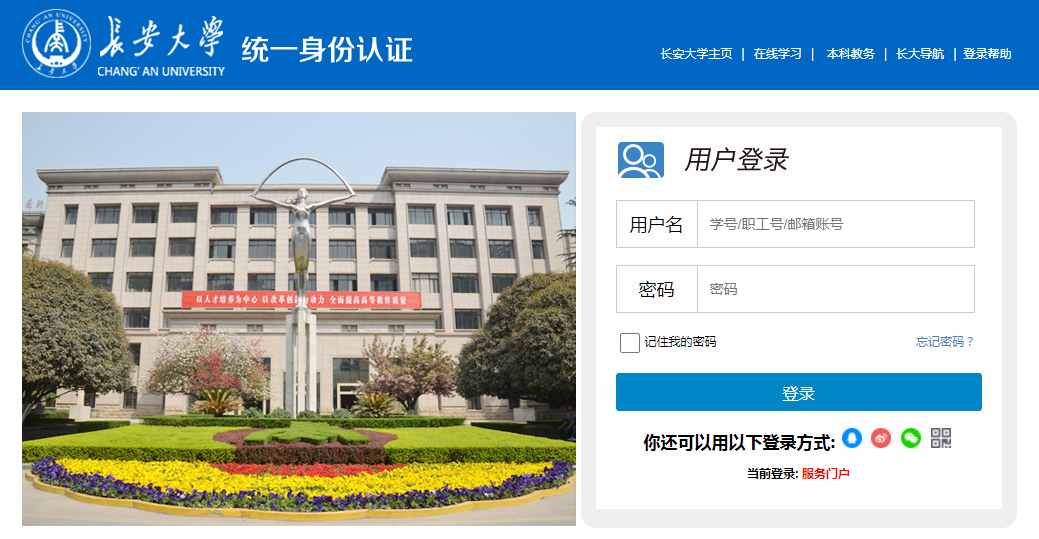 长安大学
CHANG' AN UNIVERSITY
统一身份认证
长安大学主页 | 在线学习 | 本科教务 | 长大导航 | 登录帮助
以人才培养为中心 以改革创新为动力 全面提高高等教育质量
用户登录
用户名 学号/职工号/邮箱账号
密码 密码
记住我的密码 忘记密码？
登录
你还可以用以下登录方式:
当前登录: 服务门户